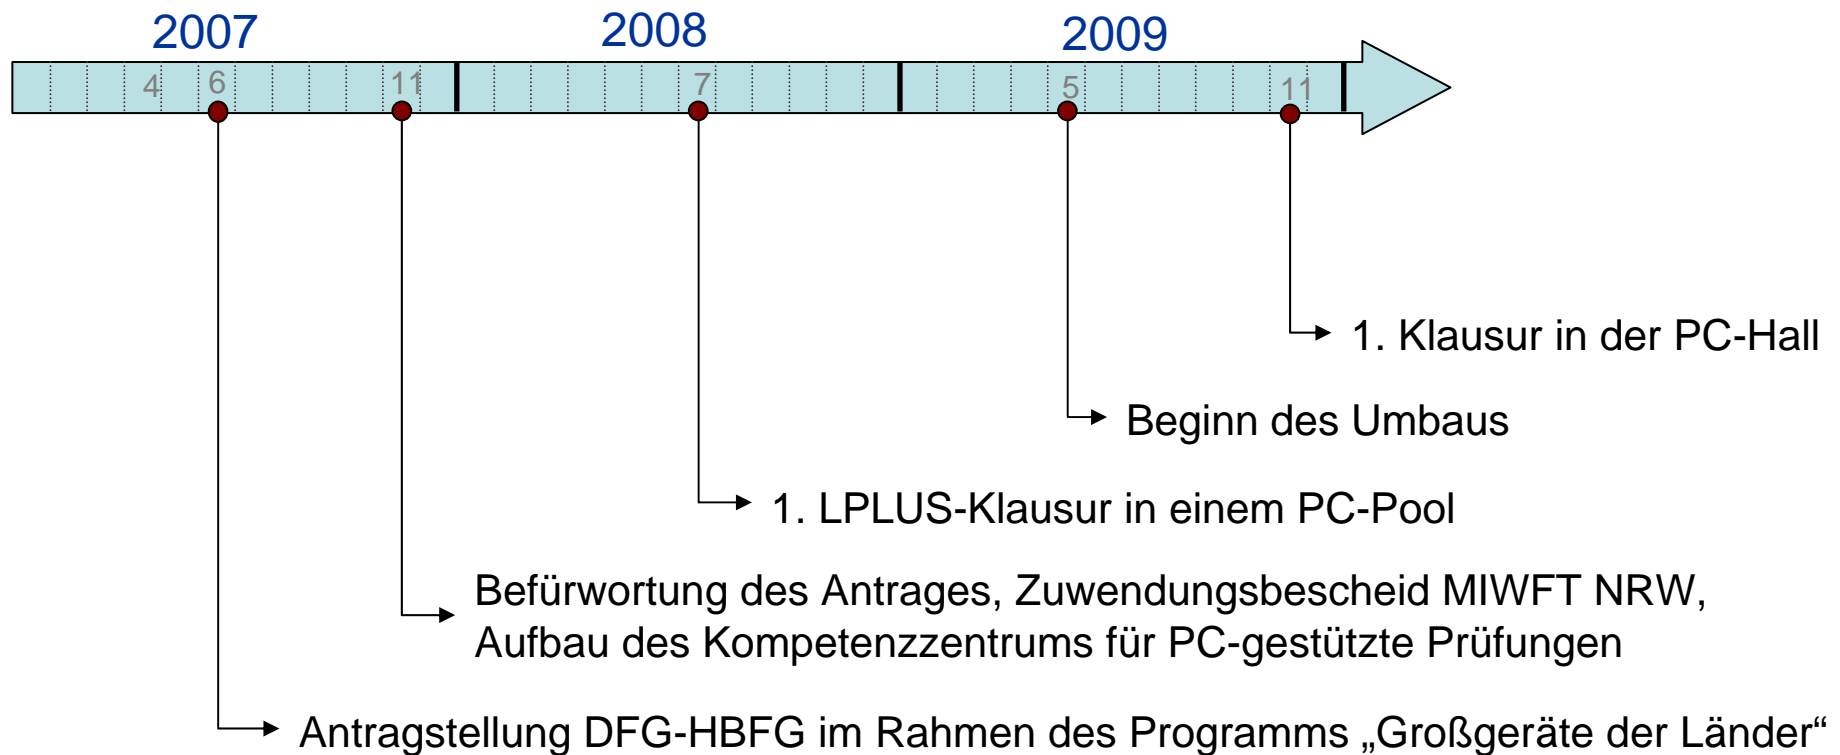 2007 2008 2009
4 6 11 7 5 11
1. Klausur in der PC-Hall
Beginn des Umbaus
1. LPLUS-Klausur in einem PC-Pool
Befürwortung des Antrages, Zuwendungsbescheid MIWFT NRW,
Aufbau des Kompetenzzentrums für PC-gestützte Prüfungen
Antragstellung DFG-HBFG im Rahmen des Programms „Großgeräte der Länder“